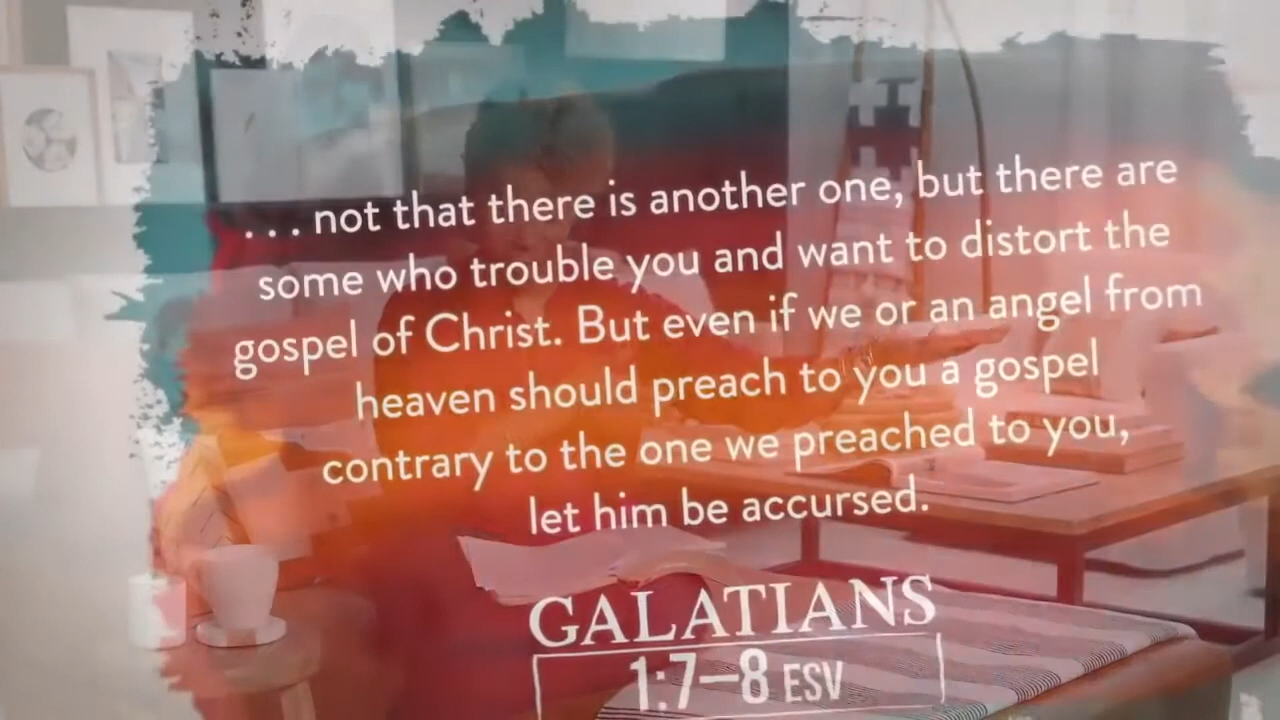 . . . not that there is another one, but there are
some who trouble you and want to distort the
gospel of Christ. But even if we or an angel from
heaven should preach to you a gospel
contrary to the one we preached to you,
let him be accursed.
GALATIANS
1:7–8 ESV